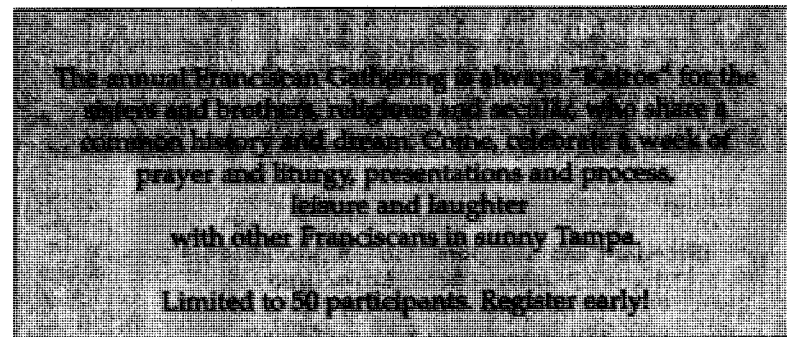 The annual Franciscan Gathering is always "Kairos" for the
sisters and brothers, religious and secular, who share a
common history and dream. Come, celebrate a week of
prayer and liturgy, presentations and process,
leisure and laughter
with other Franciscans in sunny Tampa.
Limited to 50 participants. Register early!